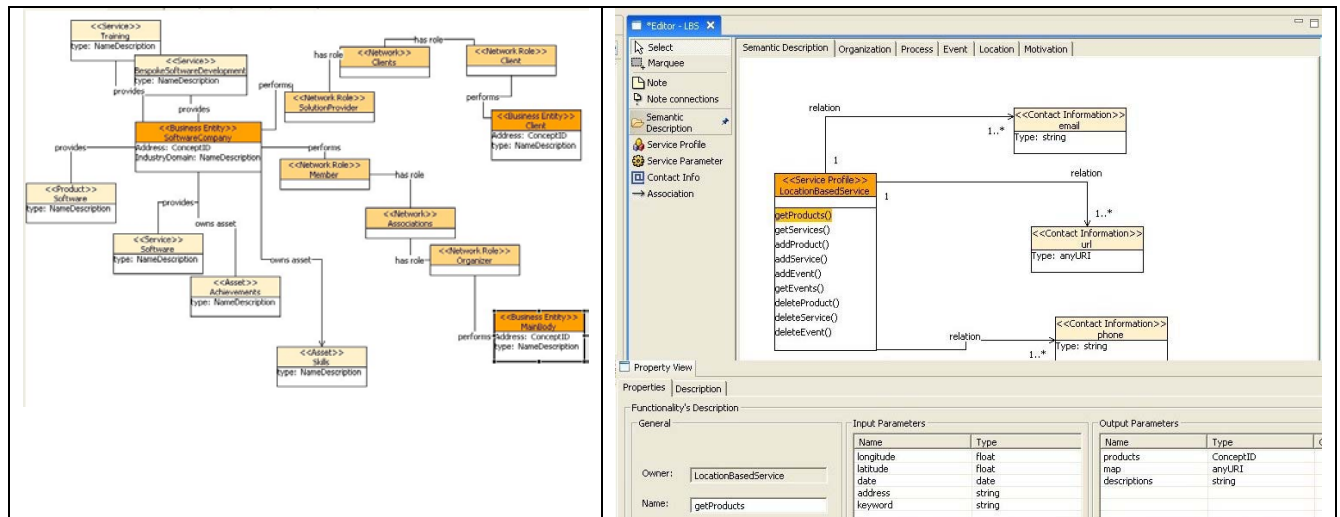 <<Service>>
Training
type: NameDescription
<<Service>>
BespokeSoftwareDevelopment
type: NameDescription
provides
provides
has role
<<Network>>
Clients
has role
<<Network Role>>
Client
performs
<<Network Role>>
SolutionProvider
performs
<<Business Entity>>
Client
Address: ConceptID
type: NameDescription
<<Business Entity>>
SoftwareCompany
Address: ConceptID
IndustryDomain: NameDescription
provides
performs
<<Network Role>>
Member
has role
<<Product>>
Software
type: NameDescription
provides
owns asset
<<Network>>
Associations
<<Service>>
Software
type: NameDescription
has role
<<Network Role>>
Organizer
owns asset
<<Asset>>
Achievements
type: NameDescription
<<Business Entity>>
MainBody
Address: ConceptID
type: NameDescription
performs
<<Asset>>
Skills
type: NameDescription
*Editor - LBS
Select
Marquee
Note
Note connections
Semantic
Description
Service Profile
Service Parameter
Contact Info
Association
Semantic Description Organization Process Event Location Motivation
relation
<<Contact Information>>
email
Type: string
1..*
1
<<Service Profile>>
LocationBasedService
getProducts()
getServices()
addProduct()
addService()
addEvent()
getEvents()
deleteProduct()
deleteService()
deleteEvent()
1
relation
1..*
<<Contact Information>>
url
Type: anyURI
relation
1..*
<<Contact Information>>
phone
Type: string
Property View
Properties Description
Functionality's Description
General
Owner: LocationBasedService
Name: getProducts
Input Parameters
Name Type
longitude float
latitude float
date date
address string
keyword string
Output Parameters
Name Type
products ConceptID
map anyURI
descriptions string